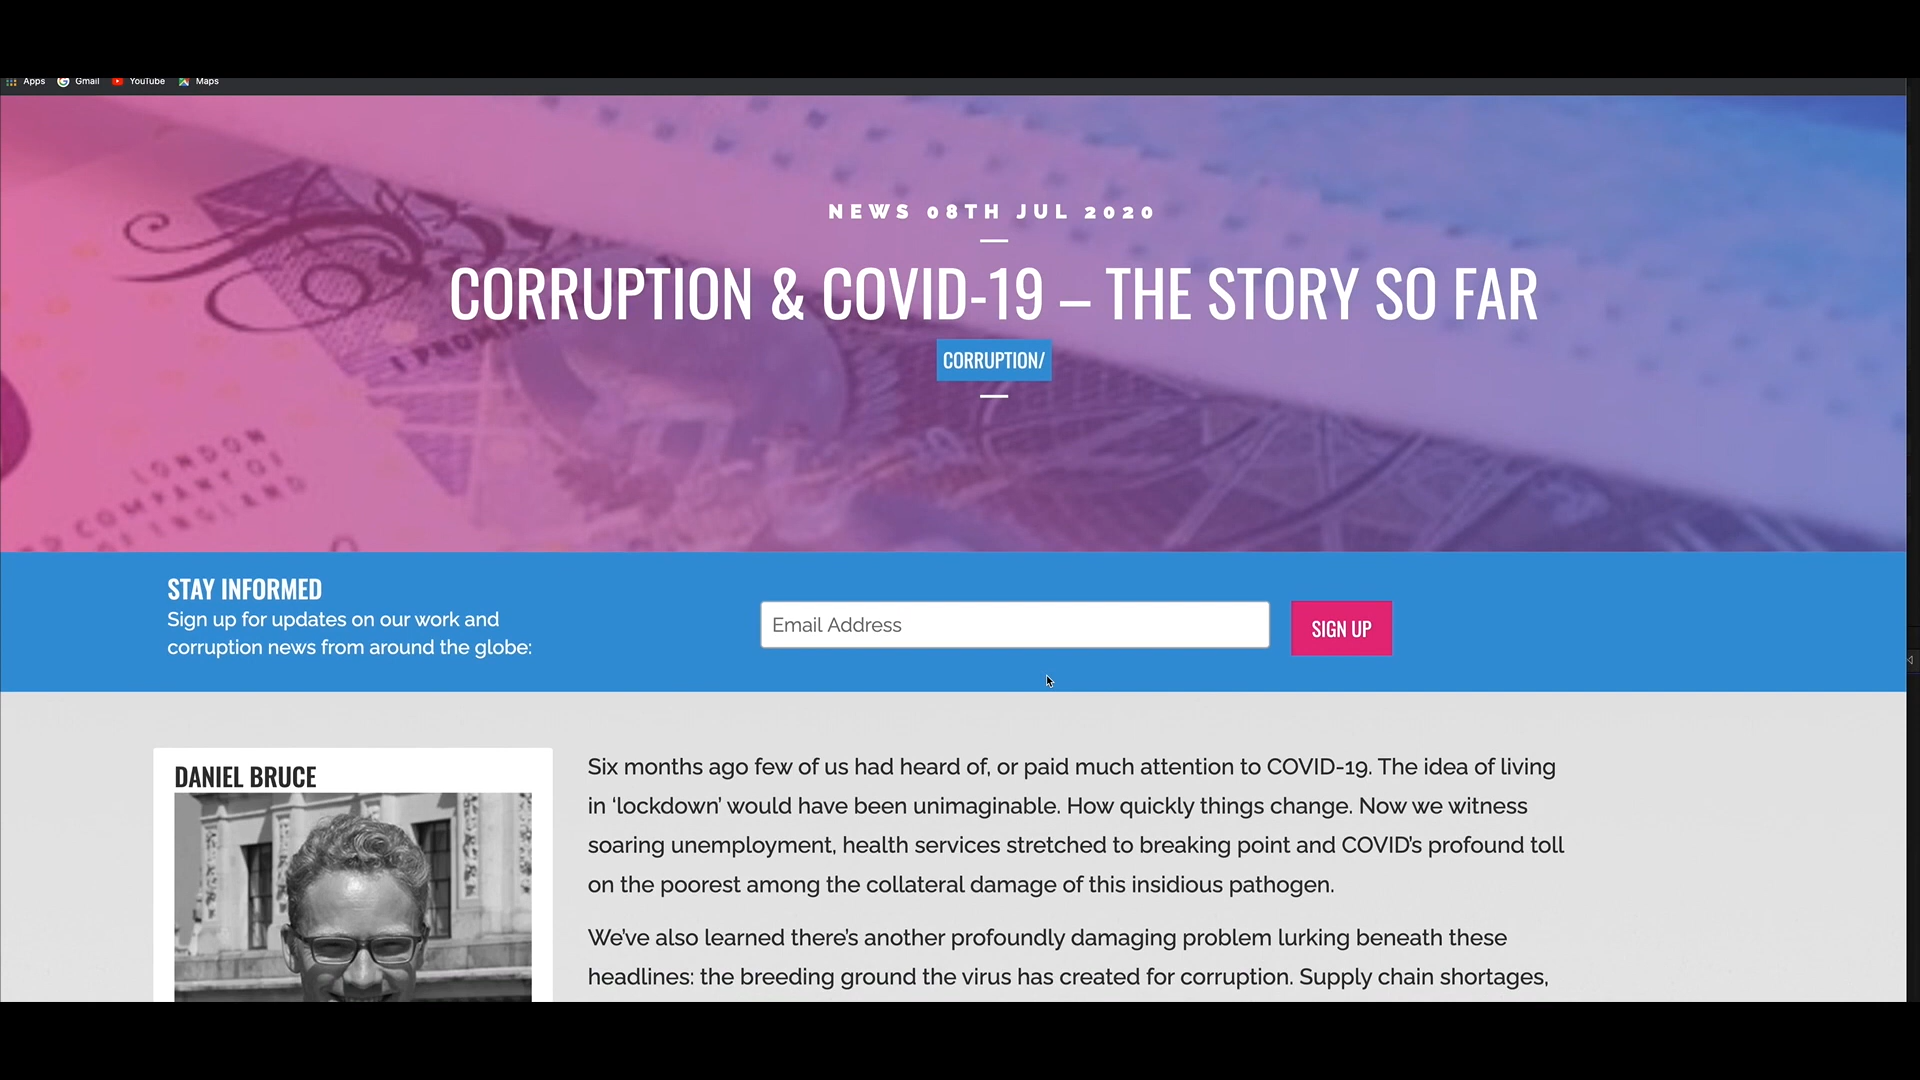 Apps Gmail YouTube Maps
NEWS 08TH JUL 2020
CORRUPTION & COVID-19 – THE STORY SO FAR
CORRUPTION/
I PROM
LONDON
D COMPANY OF
OF ENGLAND
STAY INFORMED
Sign up for updates on our work and
corruption news from around the globe:
Email Address
SIGN UP
DANIEL BRUCE
Six months ago few of us had heard of, or paid much attention to COVID-19. The idea of living
in ‘lockdown’ would have been unimaginable. How quickly things change. Now we witness
soaring unemployment, health services stretched to breaking point and COVID’s profound toll
on the poorest among the collateral damage of this insidious pathogen.
We’ve also learned there’s another profoundly damaging problem lurking beneath these
headlines: the breeding ground the virus has created for corruption. Supply chain shortages,